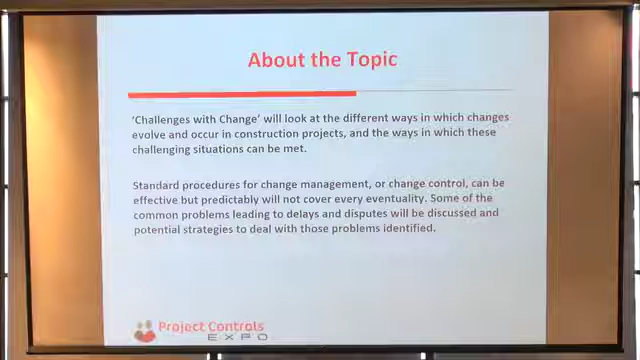 About the Topic
‘Challenges with Change’ will look at the different ways in which changes
evolve and occur in construction projects, and the ways in which these
challenging situations can be met.
Standard procedures for change management, or change control, can be
effective but predictably will not cover every eventuality. Some of the
common problems leading to delays and disputes will be discussed and
potential strategies to deal with those problems identified.
Project Controls
EXPO